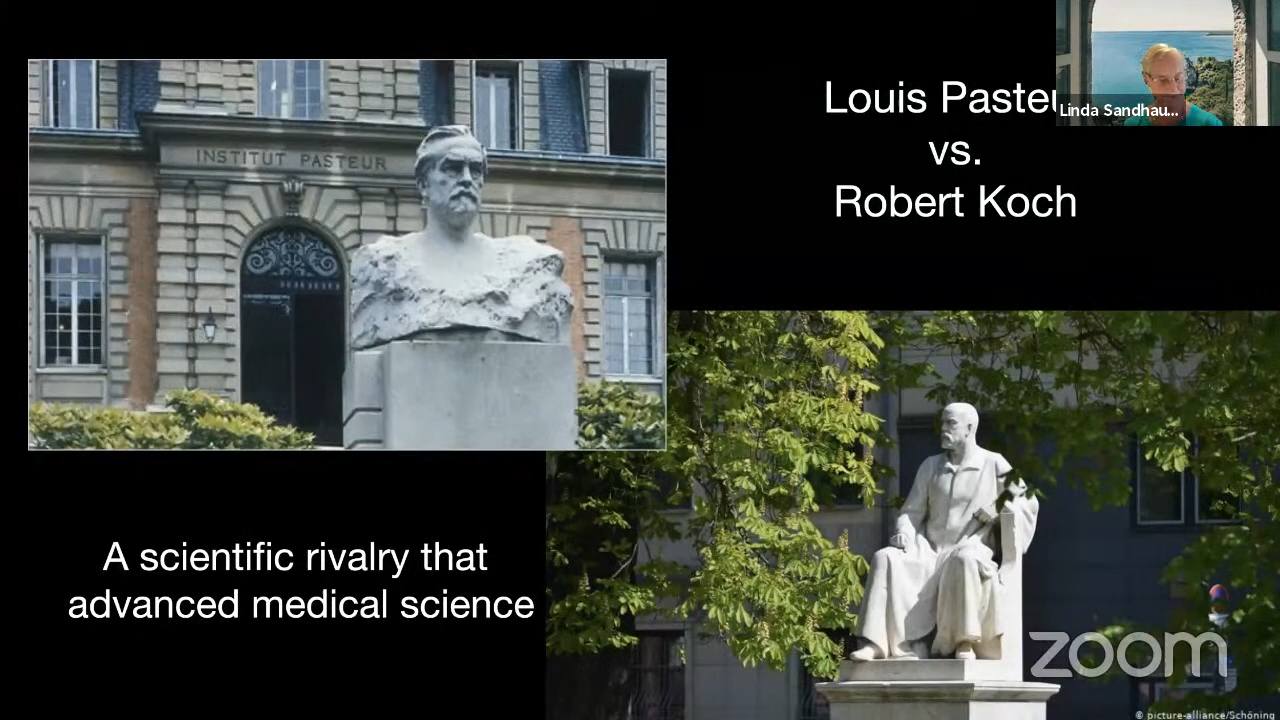 INSTITUT PASTEUR
Louis Pasteu
vs.
Robert Koch
Linda Sandhau...
A scientific rivalry that
advanced medical science
zoom
© picture-alliance/Schöning